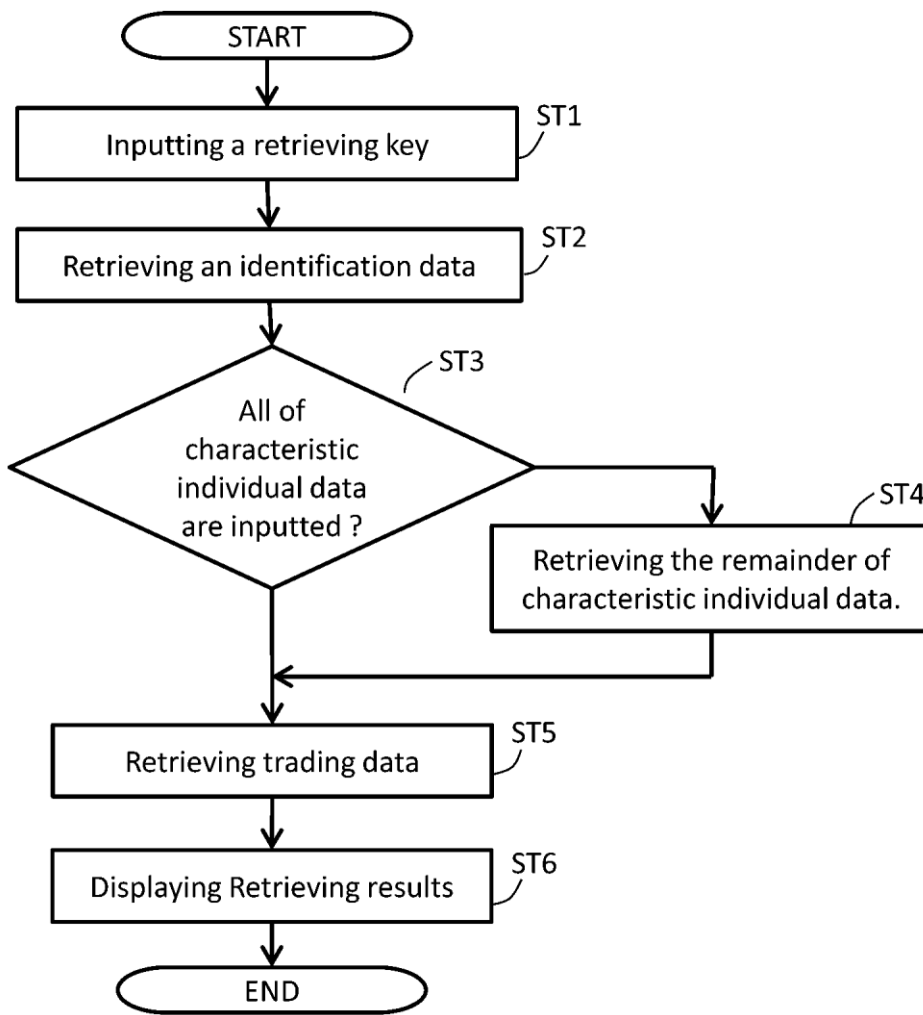 START
ST1
Inputting a retrieving key
ST2
Retrieving an identification data
ST3
All of
characteristic
individual data
are inputted ?
ST4
Retrieving the remainder of
characteristic individual data.
ST5
Retrieving trading data
ST6
Displaying Retrieving results
END